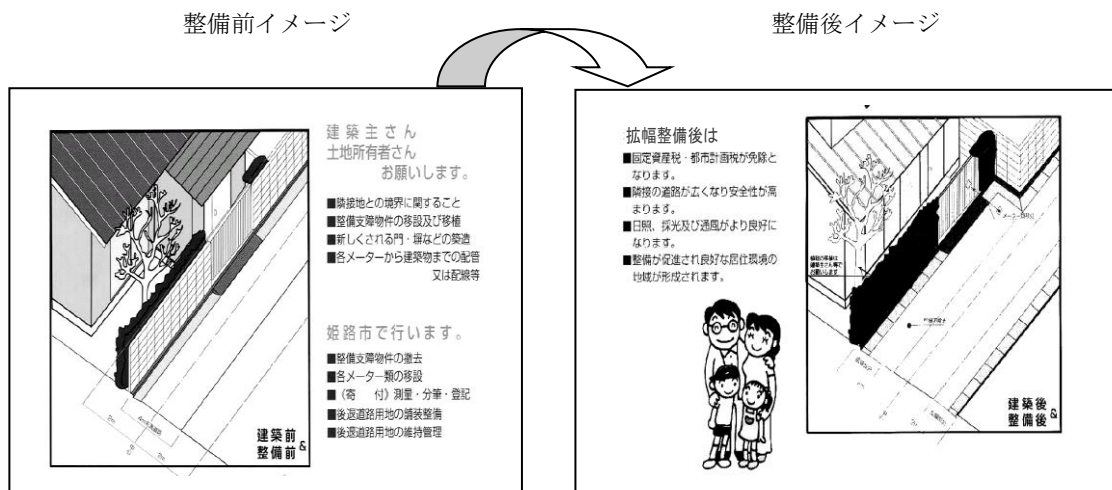 整備前イメージ
整備後イメージ
建築主さん
土地所有者さん
お願いします。
■隣接地との境界に関すること
■整備支障物件の移設及び移植
■新しくされる門・塀などの築造
■各メーターから建築物までの配管
又は配線等
姫路市で行います。
■整備支障物件の撤去
■各メーター類の移設
■(寄 付)測量・分筆・登記
■後退道路用地の舗装整備
■後退道路用地の維持管理
建築前&
整備前
拡幅整備後は
■固定資産税・都市計画税が免除と
なります。
■隣接の道路が広くなり安全性が高
まります。
■日照、採光及び通風がより良好に
なります。
■整備が促進され良好な居住環境の
地域が形成されます。
建築後&
整備後